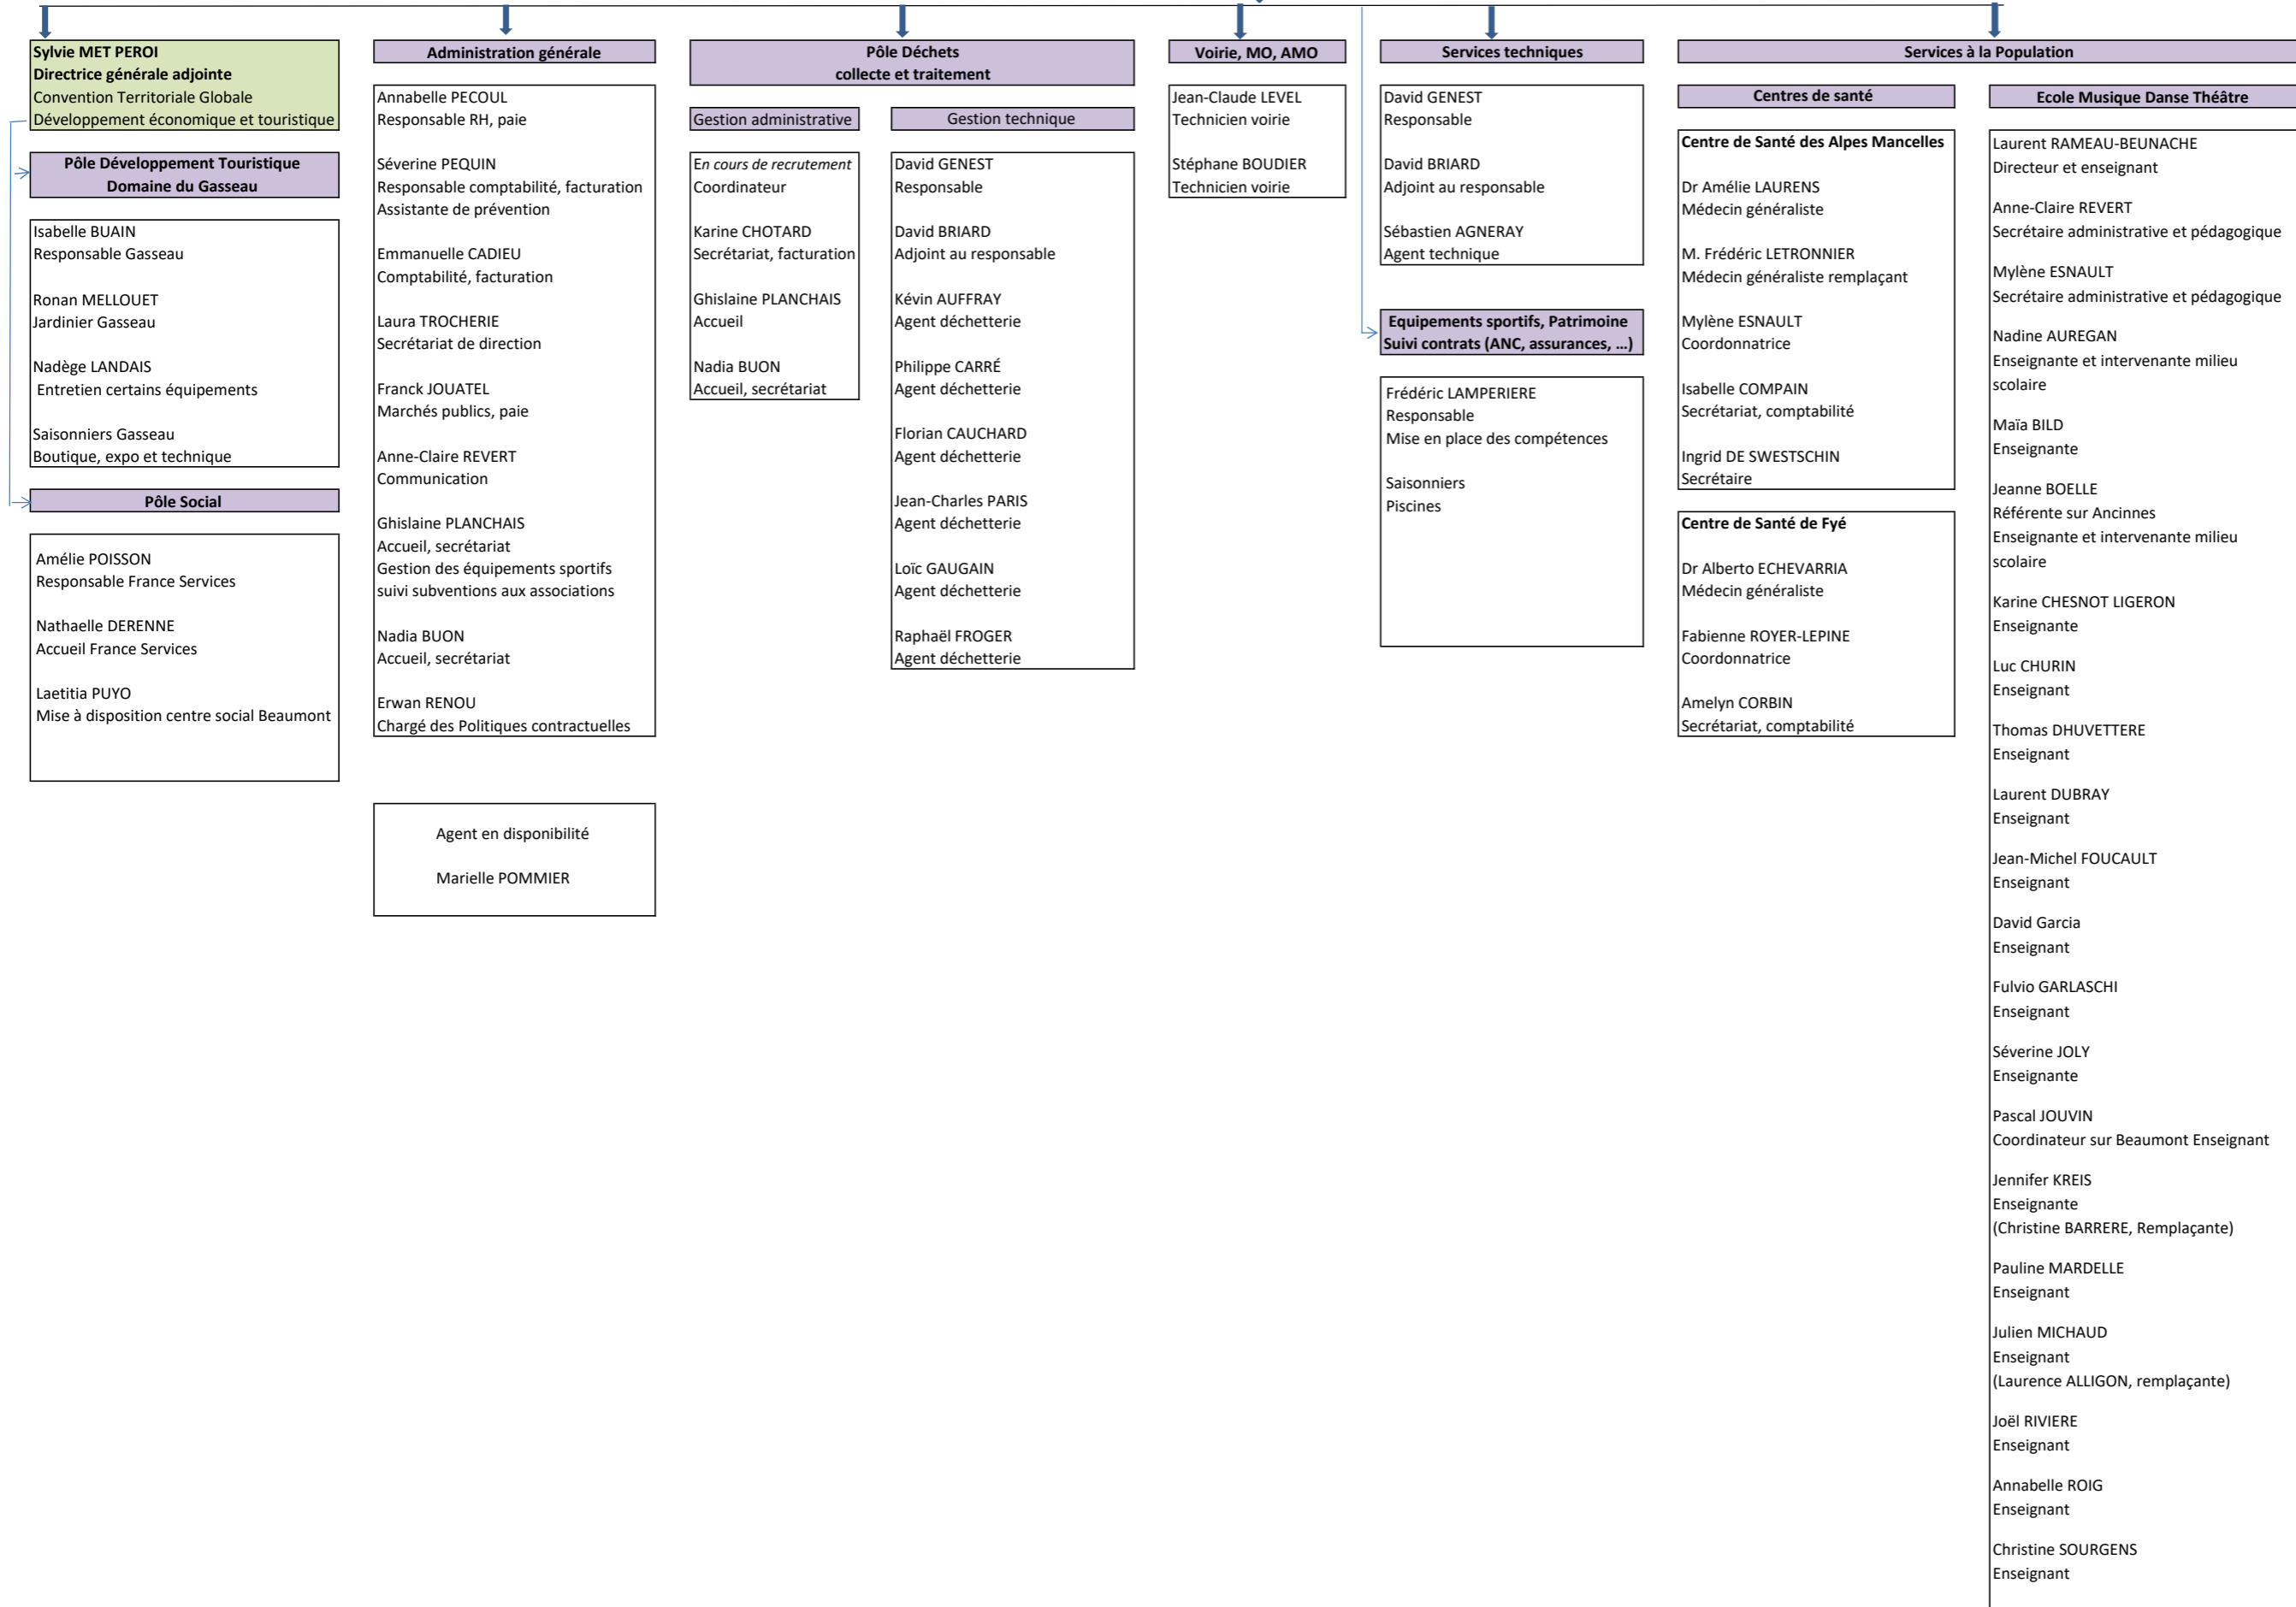 Sylvie MET PEROI
Directrice générale adjointe
Convention Territoriale Globale
Développement économique et touristique
Pôle Développement Touristique
Domaine du Gasseau
Isabelle BUAIN
Responsable Gasseau
Ronan MELLOUET
Jardinier Gasseau
Nadège LANDAIS
Entretien certains équipements
Saisonniers Gasseau
Boutique, expo et technique
Pôle Social
Amélie POISSON
Responsable France Services
Nathaelle DERENNE
Accueil France Services
Laetitia PUYO
Mise à disposition centre social Beaumont
Administration générale
Annabelle PECOUL
Responsable RH, paie
Séverine PEQUIN
Responsable comptabilité, facturation
Assistante de prévention
Emmanuelle CADIEU
Comptabilité, facturation
Laura TROCHERIE
Secrétariat de direction
Franck JOUATEL
Marchés publics, paie
Anne-Claire REVERT
Communication
Ghislaine PLANCHAIS
Accueil, secrétariat
Gestion des équipements sportifs
suivi subventions aux associations
Nadia BUON
Accueil, secrétariat
Erwan RENOU
Chargé des Politiques contractuelles
Agent en disponibilité
Marielle POMMIER
Pôle Déchets
collecte et traitement
Gestion administrative
En cours de recrutement
Coordinateur
Karine CHOTARD
Secrétariat, facturation
Ghislaine PLANCHAIS
Accueil
Nadia BUON
Accueil, secrétariat
Gestion technique
David GENEST
Responsable
David BRIARD
Adjoint au responsable
Kévin AUFFRAY
Agent déchetterie
Philippe CARRÉ
Agent déchetterie
Florian CAUCHARD
Agent déchetterie
Jean-Charles PARIS
Agent déchetterie
Loïc GAUGAIN
Agent déchetterie
Raphaël FROGER
Agent déchetterie
Voirie, MO, AMO
Jean-Claude LEVEL
Technicien voirie
Stéphane BOUDIER
Technicien voirie
Services techniques
David GENEST
Responsable
David BRIARD
Adjoint au responsable
Sébastien AGNERAY
Agent technique
Equipements sportifs, Patrimoine
Suivi contrats (ANC, assurances, ...)
Frédéric LAMPERIERE
Responsable
Mise en place des compétences
Saisonniers
Piscines
Services à la Population
Centres de santé
Centre de Santé des Alpes Mancelles
Dr Amélie LAURENS
Médecin généraliste
M. Frédéric LETRONNIER
Médecin généraliste remplaçant
Mylène ESNAULT
Coordonnatrice
Isabelle COMPAIN
Secrétariat, comptabilité
Ingrid DE SWESTSCHIN
Secrétaire
Centre de Santé de Fyé
Dr Alberto ECHEVARRIA
Médecin généraliste
Fabienne ROYER-LEPINE
Coordonnatrice
Amelyn CORBIN
Secrétariat, comptabilité
Ecole Musique Danse Théâtre
Laurent RAMEAU-BEUNACHE
Directeur et enseignant
Anne-Claire REVERT
Secrétaire administrative et pédagogique
Mylène ESNAULT
Secrétaire administrative et pédagogique
Nadine AUREGAN
Enseignante et intervenante milieu
scolaire
Maïa BILD
Enseignante
Jeanne BOELLE
Référente sur Ancinnes
Enseignante et intervenante milieu
scolaire
Karine CHESNOT LIGERON
Enseignante
Luc CHURIN
Enseignant
Thomas DHUVETTERE
Enseignant
Laurent DUBRAY
Enseignant
Jean-Michel FOUCAULT
Enseignant
David Garcia
Enseignant
Fulvio GARLASCHI
Enseignant
Séverine JOLY
Enseignante
Pascal JOUVIN
Coordinateur sur Beaumont Enseignant
Jennifer KREIS
Enseignante
(Christine BARRERE, Remplaçante)
Pauline MARDELLE
Enseignant
Julien MICHAUD
Enseignant
(Laurence ALLIGON, remplaçante)
Joël RIVIERE
Enseignant
Annabelle ROIG
Enseignant
Christine SOURGENS
Enseignant